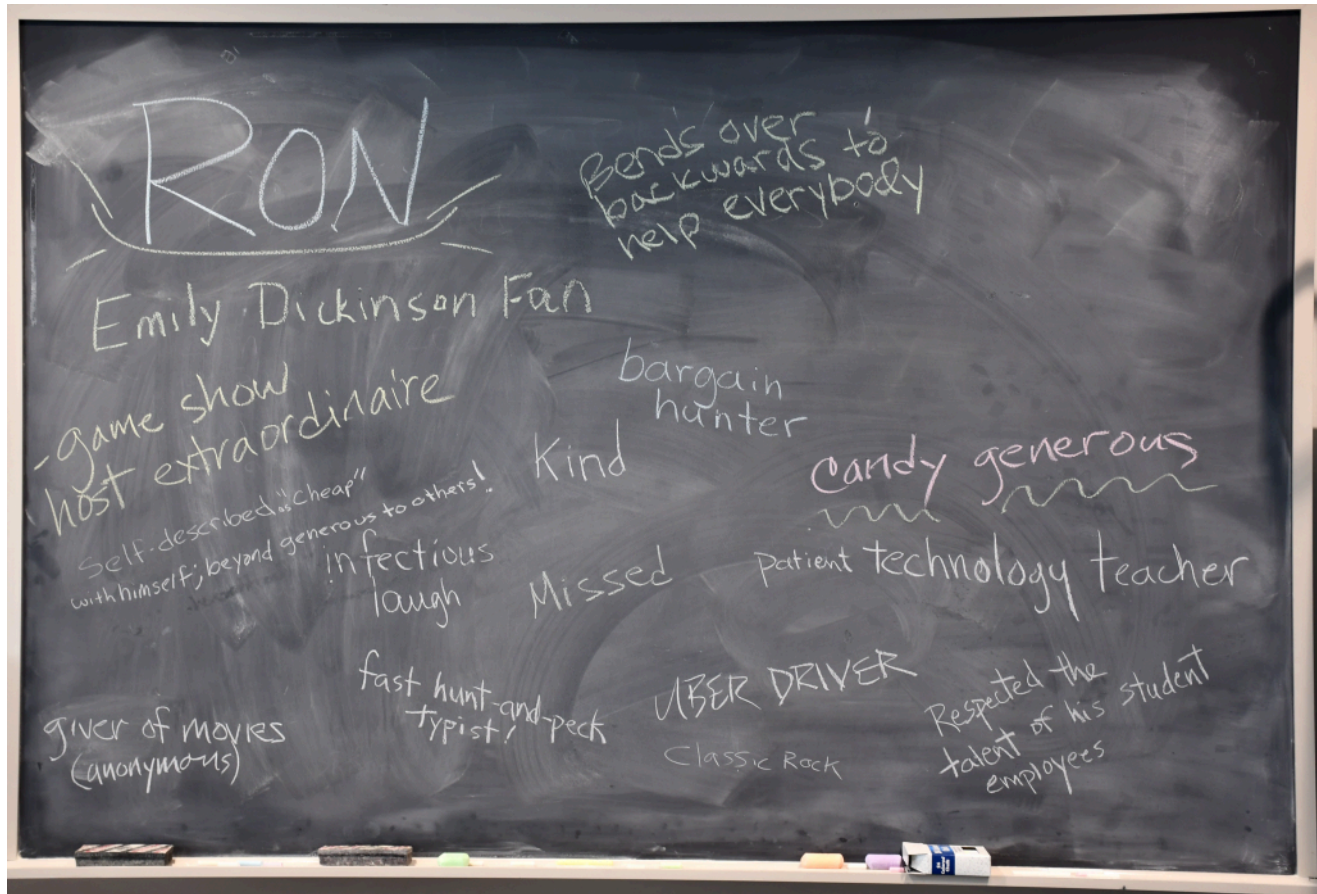 RON
Bends over
backwards to
help everybody
Emily Dickinson Fan
-game show
host extraordinaire
bargain
hunter
Kind
candy generous
Self-described "cheap"
with himself; beyond generous to others!
infectious
laugh
Missed
patient technology teacher
fast hunt-and-peck
typist!
UBER DRIVER
Classic Rock
Respected the
talent of his student
employees
giver of movies
(anonymous)